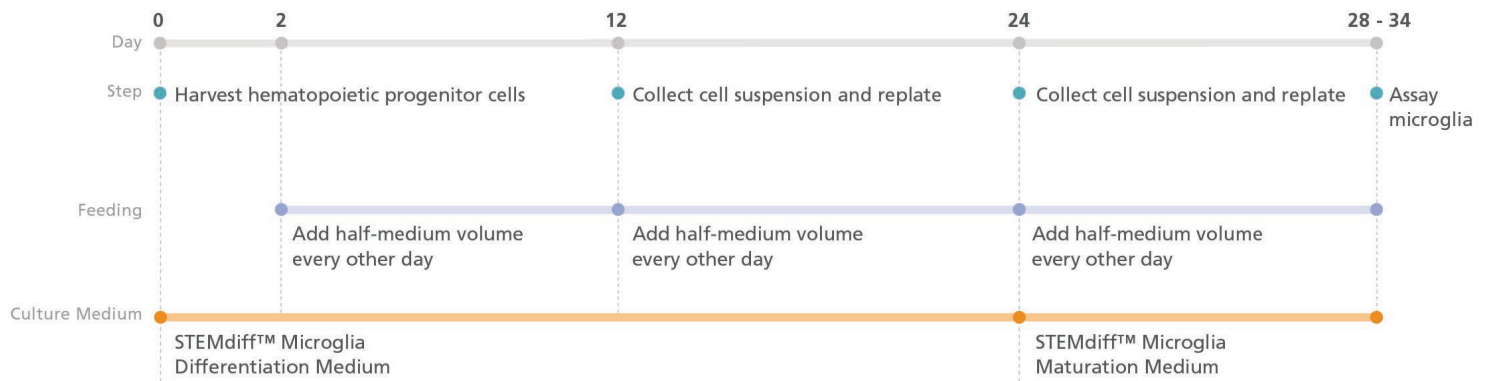 0 2 12 24 28 - 34
Day
Step Harvest hematopoietic progenitor cells Collect cell suspension and replate Collect cell suspension and replate Assay
microglia
Feeding
Add half-medium volume Add half-medium volume Add half-medium volume
every other day every other day every other day
Culture Medium
STEMdiff™ Microglia STEMdiff™ Microglia
Differentiation Medium Maturation Medium